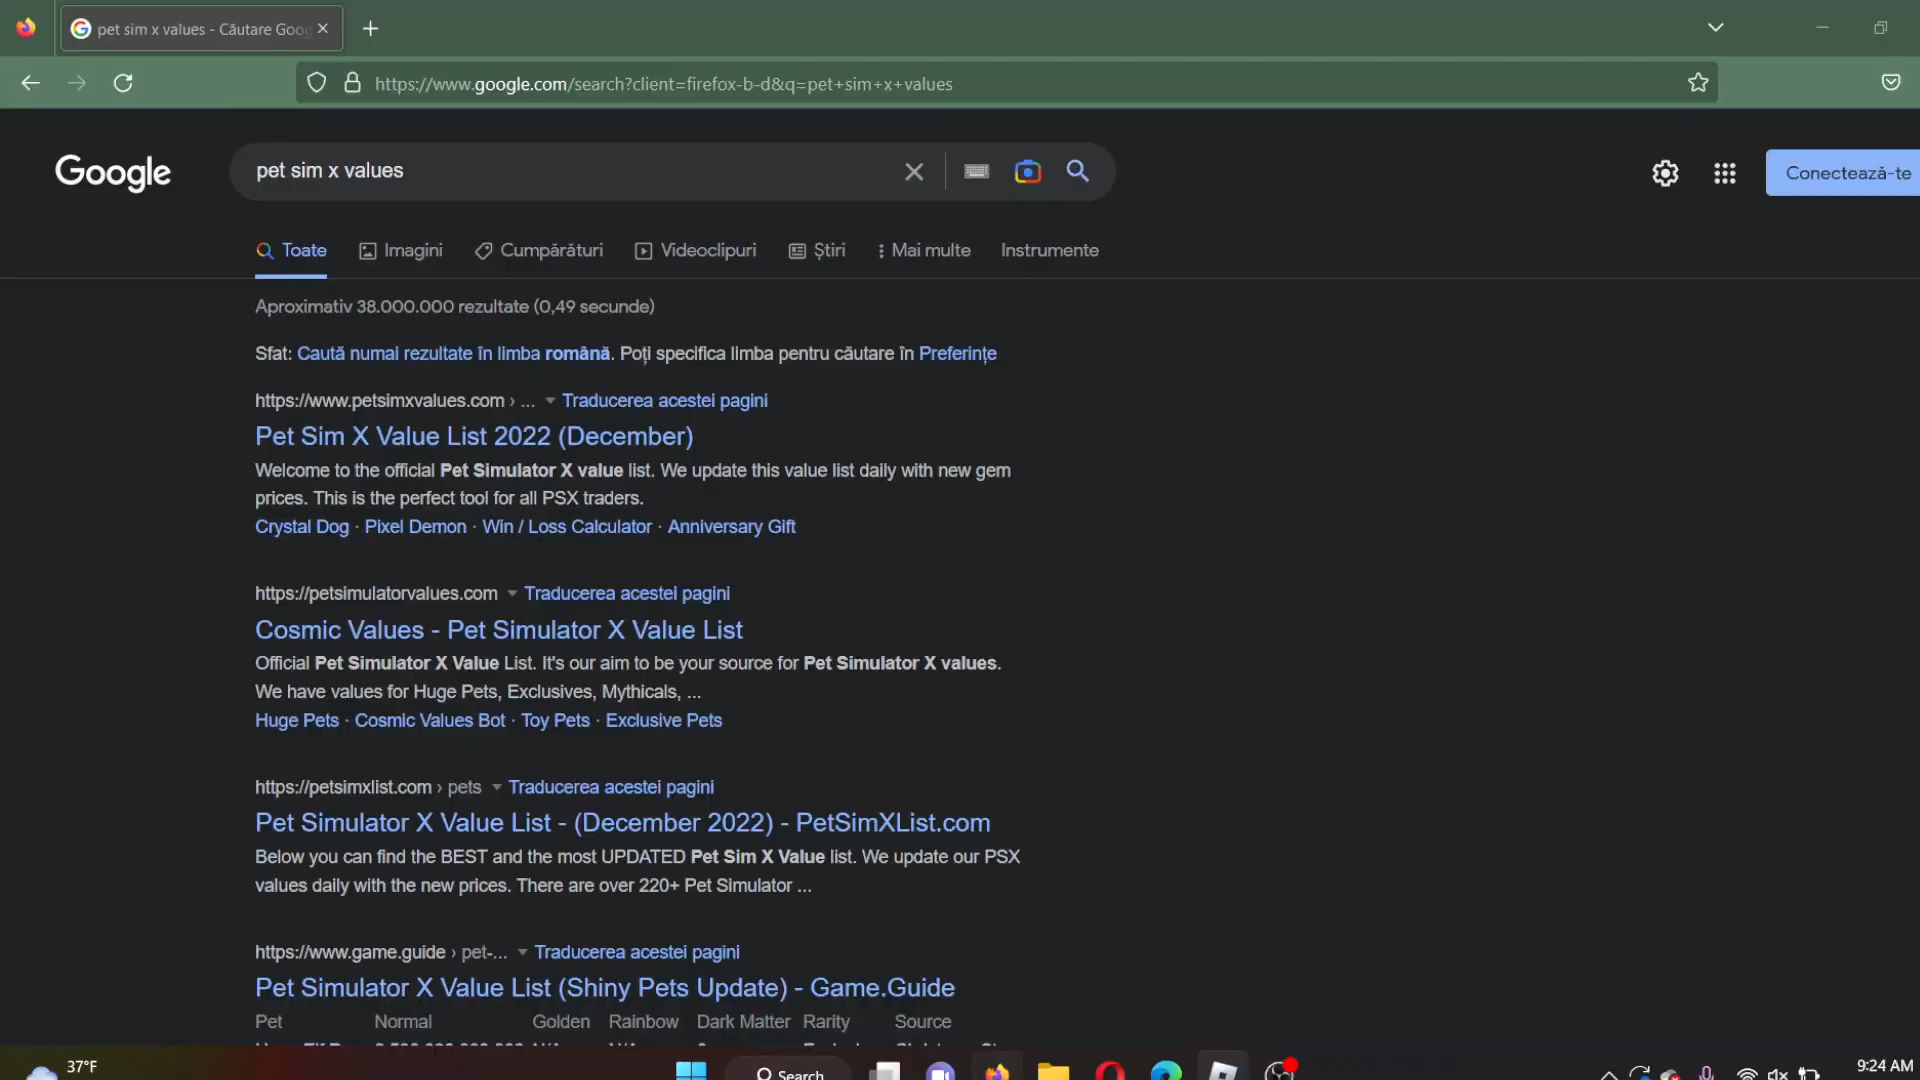 pet sim x values - Căutare Goog
https://www.google.com/search?client=firefox-b-d&q=pet+sim+x+values
Google
pet sim x values
Conectează-te
Toate
Imagini
Cumpărături
Videoclipuri
Știri
Mai multe
Instrumente
Aproximativ 38.000.000 rezultate (0,49 secunde)
Sfat: Caută numai rezultate în limba română. Poți specifica limba pentru căutare în Preferințe
https://www.petsimxvalues.com › ... Traducerea acestei pagini
Pet Sim X Value List 2022 (December)
Welcome to the official Pet Simulator X value list. We update this value list daily with new gem
prices. This is the perfect tool for all PSX traders.
Crystal Dog · Pixel Demon · Win / Loss Calculator · Anniversary Gift
https://petsimulatorvalues.com Traducerea acestei pagini
Cosmic Values - Pet Simulator X Value List
Official Pet Simulator X Value List. It's our aim to be your source for Pet Simulator X values.
We have values for Huge Pets, Exclusives, Mythicals, ...
Huge Pets · Cosmic Values Bot · Toy Pets · Exclusive Pets
https://petsimxlist.com › pets Traducerea acestei pagini
Pet Simulator X Value List - (December 2022) - PetSimXList.com
Below you can find the BEST and the most UPDATED Pet Sim X Value list. We update our PSX
values daily with the new prices. There are over 220+ Pet Simulator ...
https://www.game.guide › pet-... Traducerea acestei pagini
Pet Simulator X Value List (Shiny Pets Update) - Game.Guide
Pet Normal Golden Rainbow Dark Matter Rarity Source
37°F
Search
9:24 AM